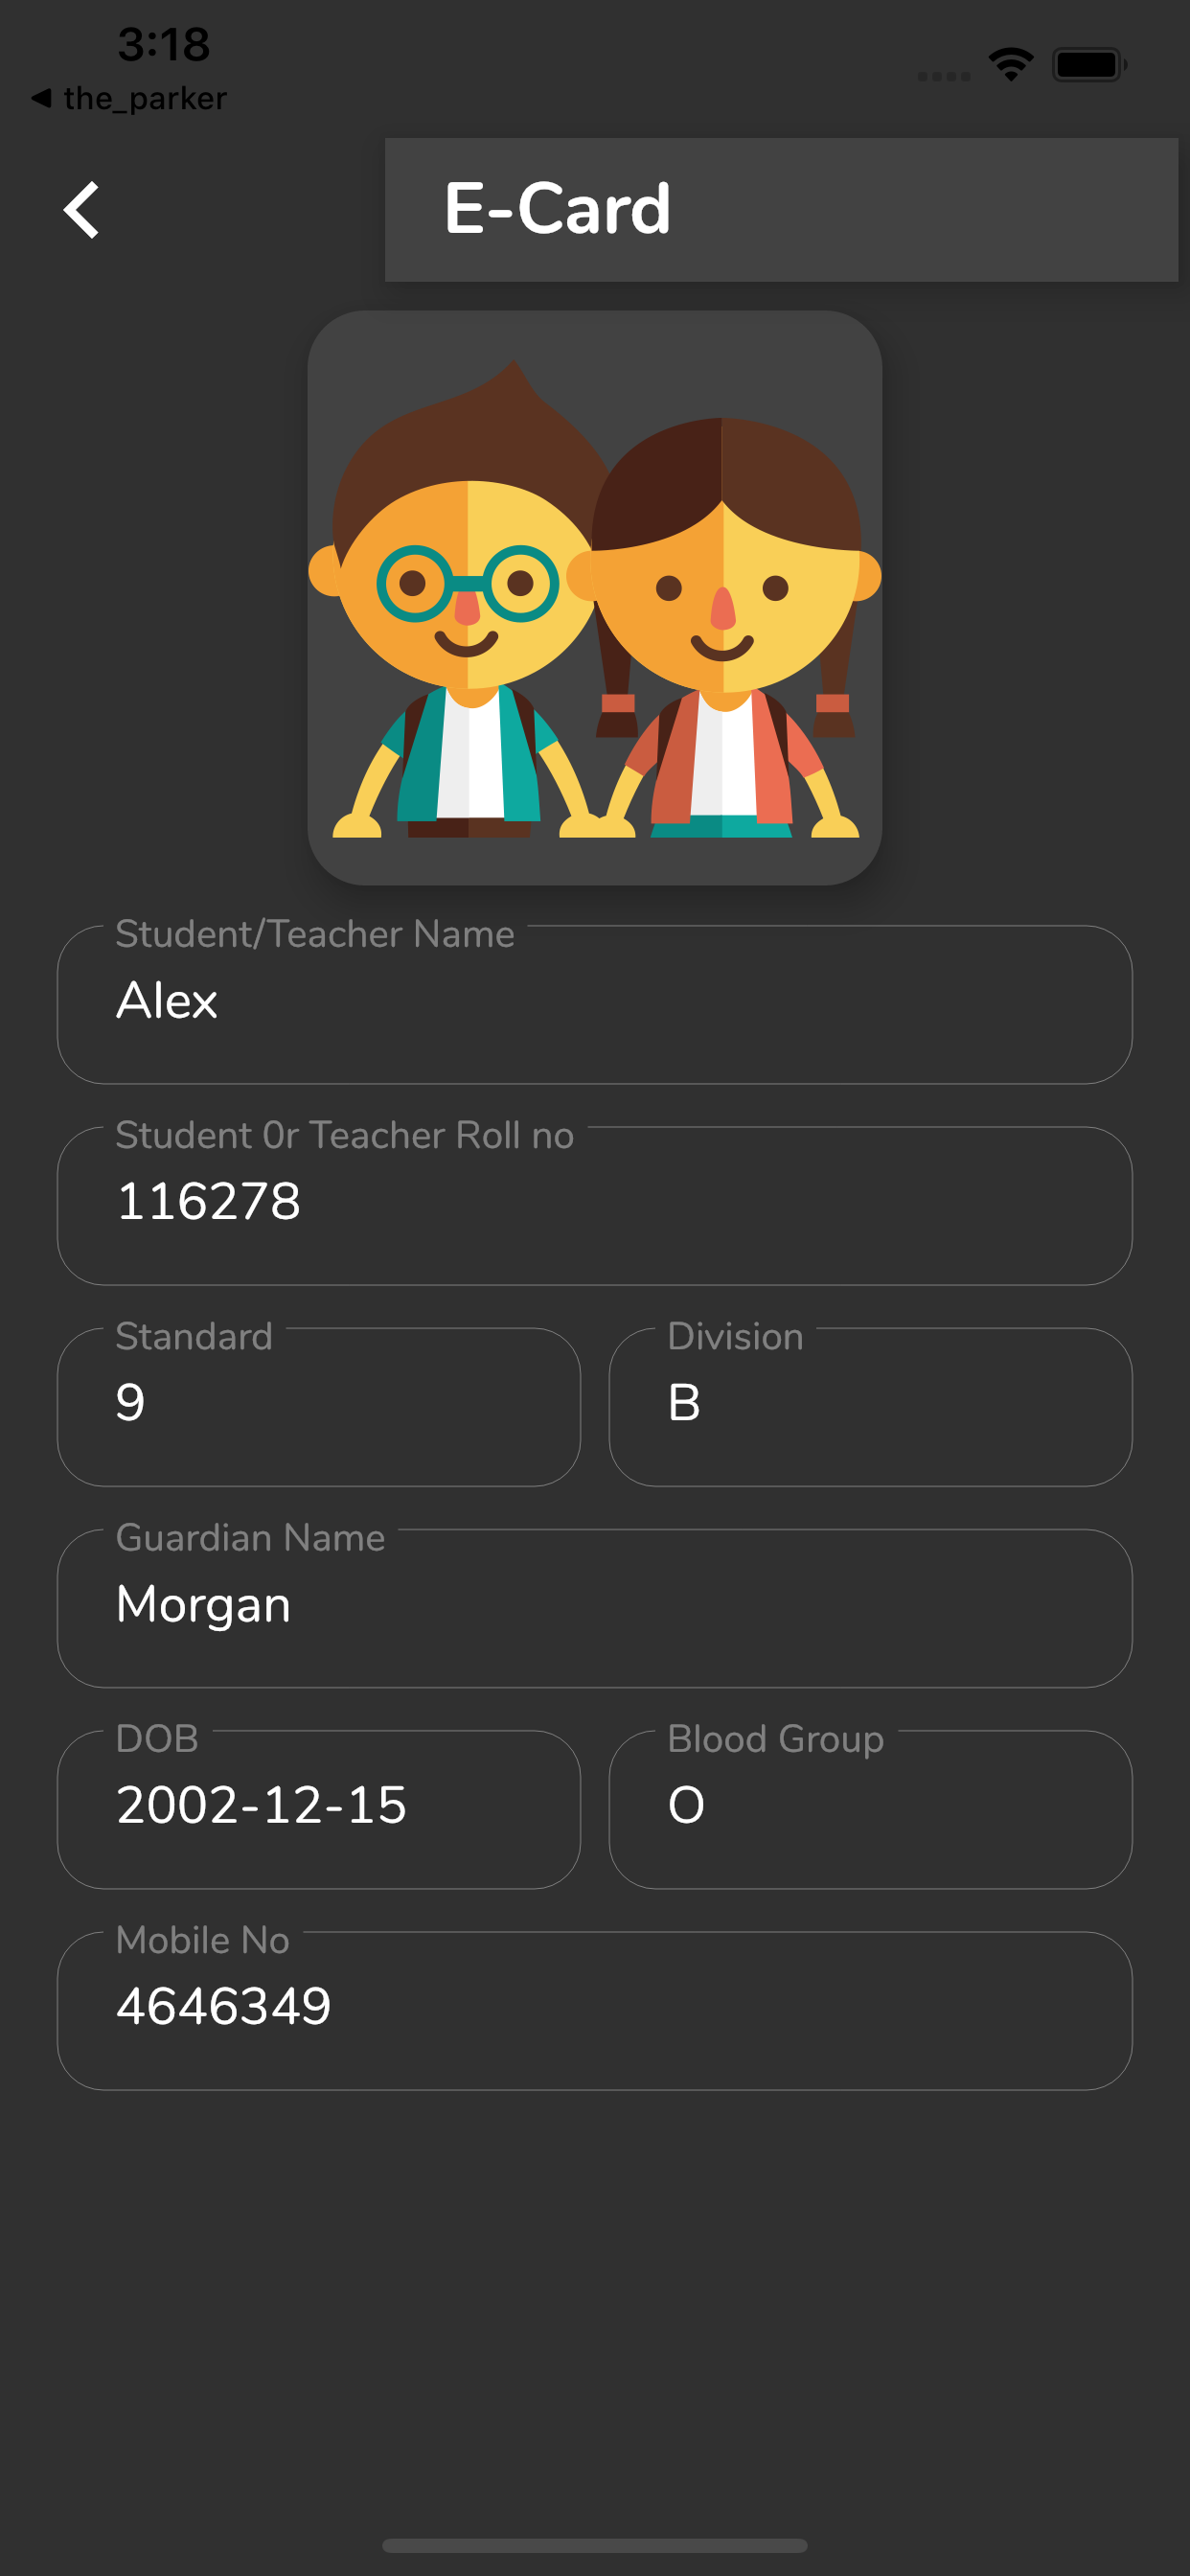 3:18
the_parker
E-Card
Student/Teacher Name
Alex
Student 0r Teacher Roll no
116278
Standard
9
Division
B
Guardian Name
Morgan
DOB
2002-12-15
Blood Group
O
Mobile No
4646349